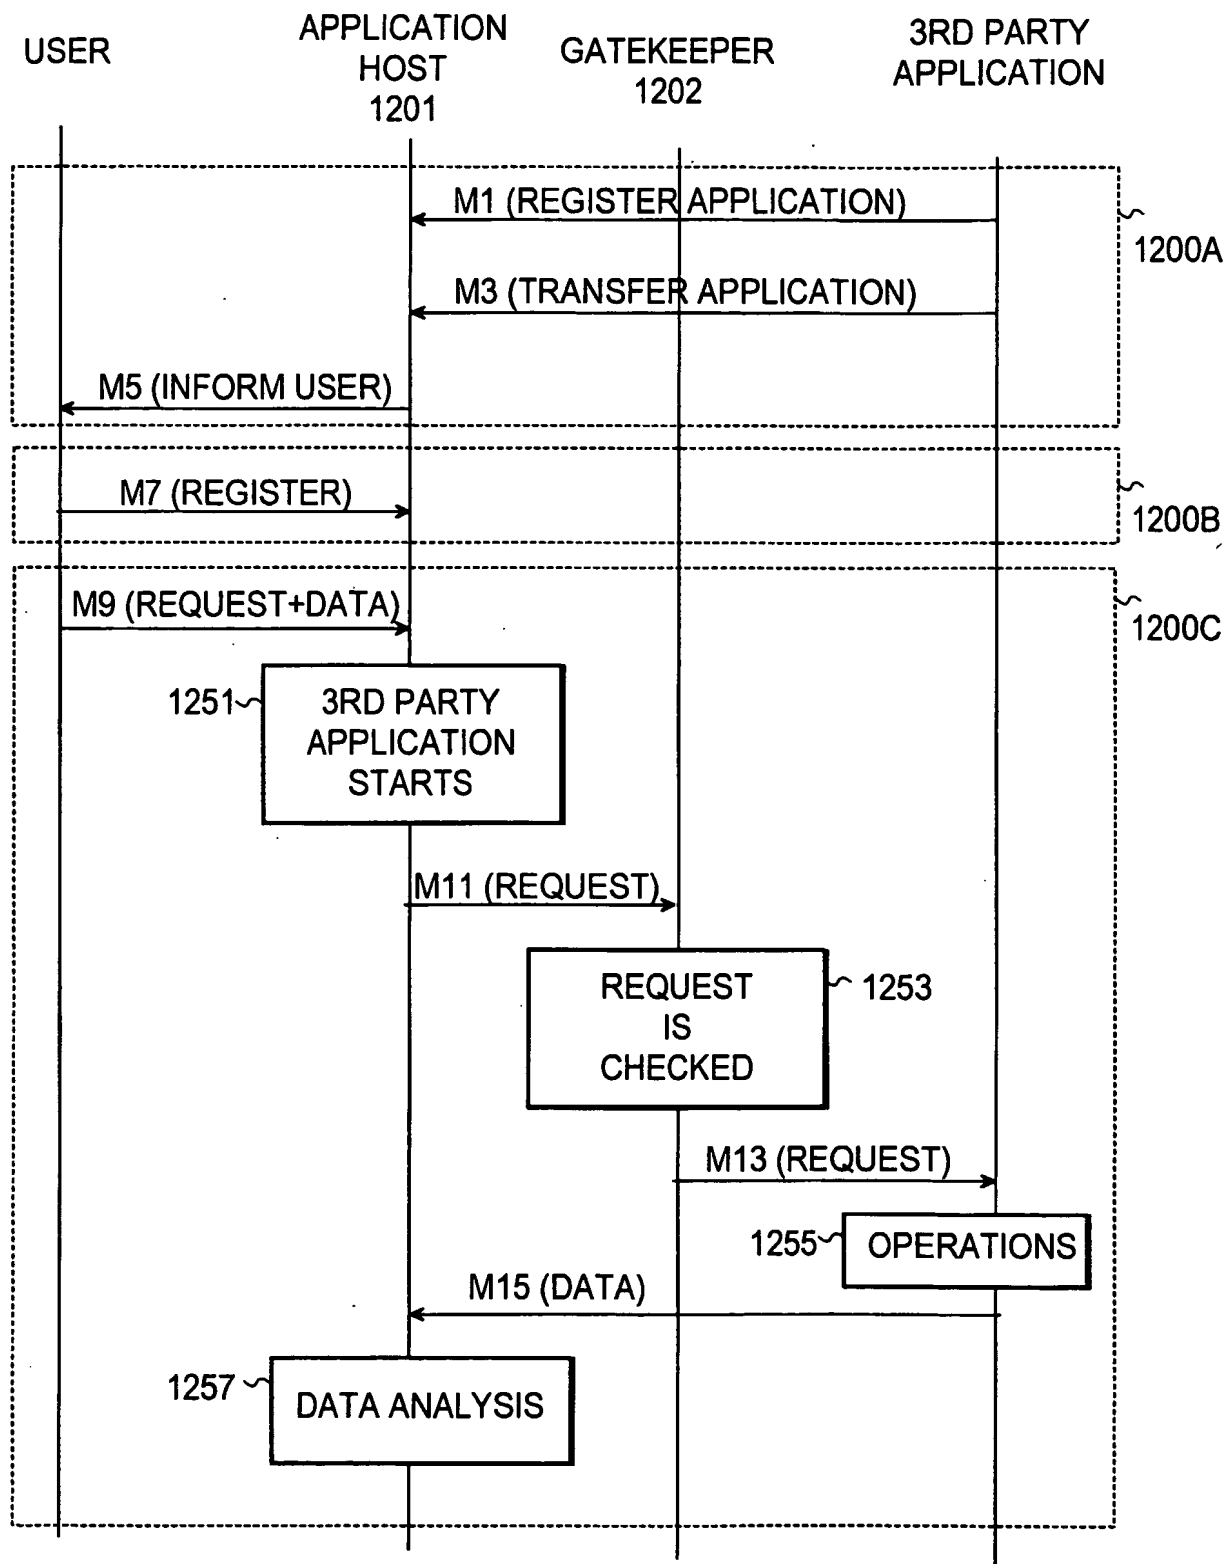 USER
APPLICATION
HOST
1201
GATEKEEPER
1202
3RD PARTY
APPLICATION
M1 (REGISTER APPLICATION)
1200A
M3 (TRANSFER APPLICATION)
M5 (INFORM USER)
M7 (REGISTER)
1200B
M9 (REQUEST+DATA)
1200C
1251
3RD PARTY
APPLICATION
STARTS
M11 (REQUEST)
REQUEST
IS
CHECKED
1253
M13 (REQUEST)
1255
OPERATIONS
M15 (DATA)
1257
DATA ANALYSIS